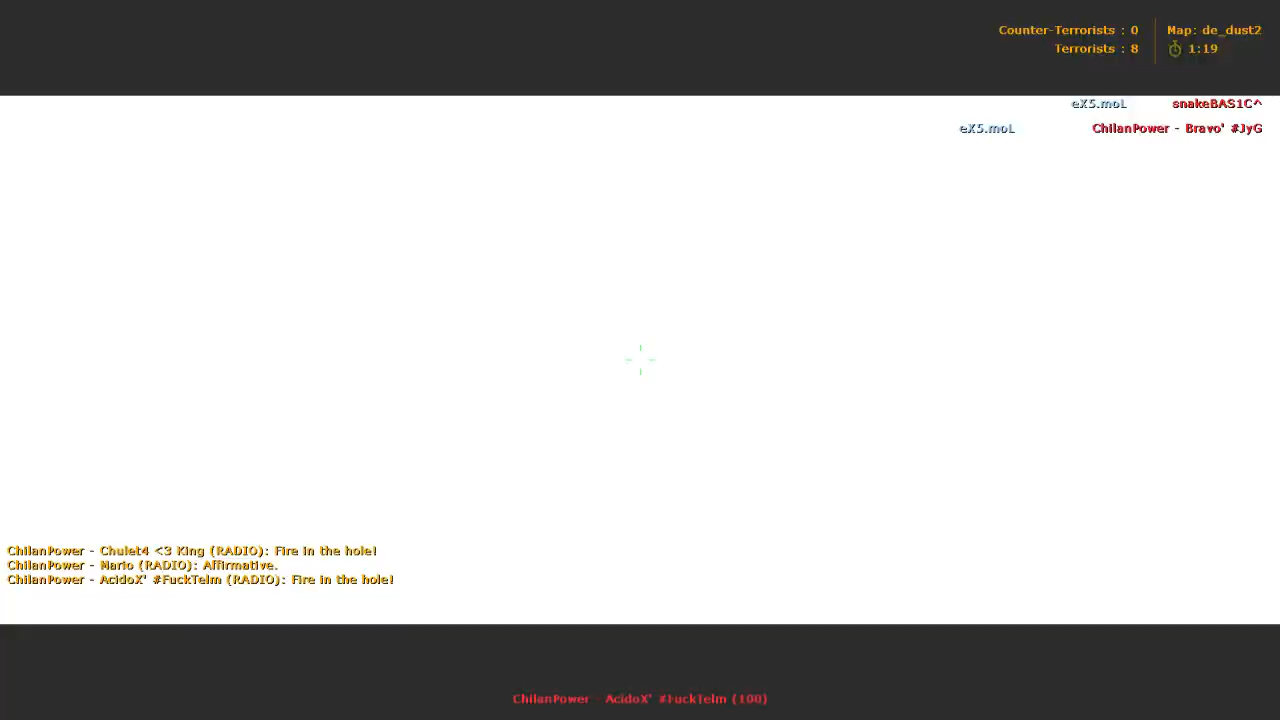 Counter-Terrorists : 0
Map: de_dust2
Terrorists : 8
1:19
eX5.moL snakeBAS1C^
eX5.moL ChilanPower - Bravo' #JyG
ChilanPower - Chulet4 <3 King (RADIO): Fire in the hole!
ChilanPower - Mario (RADIO): Affirmative.
ChilanPower - AcidoX' #FuckTelm (RADIO): Fire in the hole!
ChilanPower - AcidoX' #FuckTelm (100)